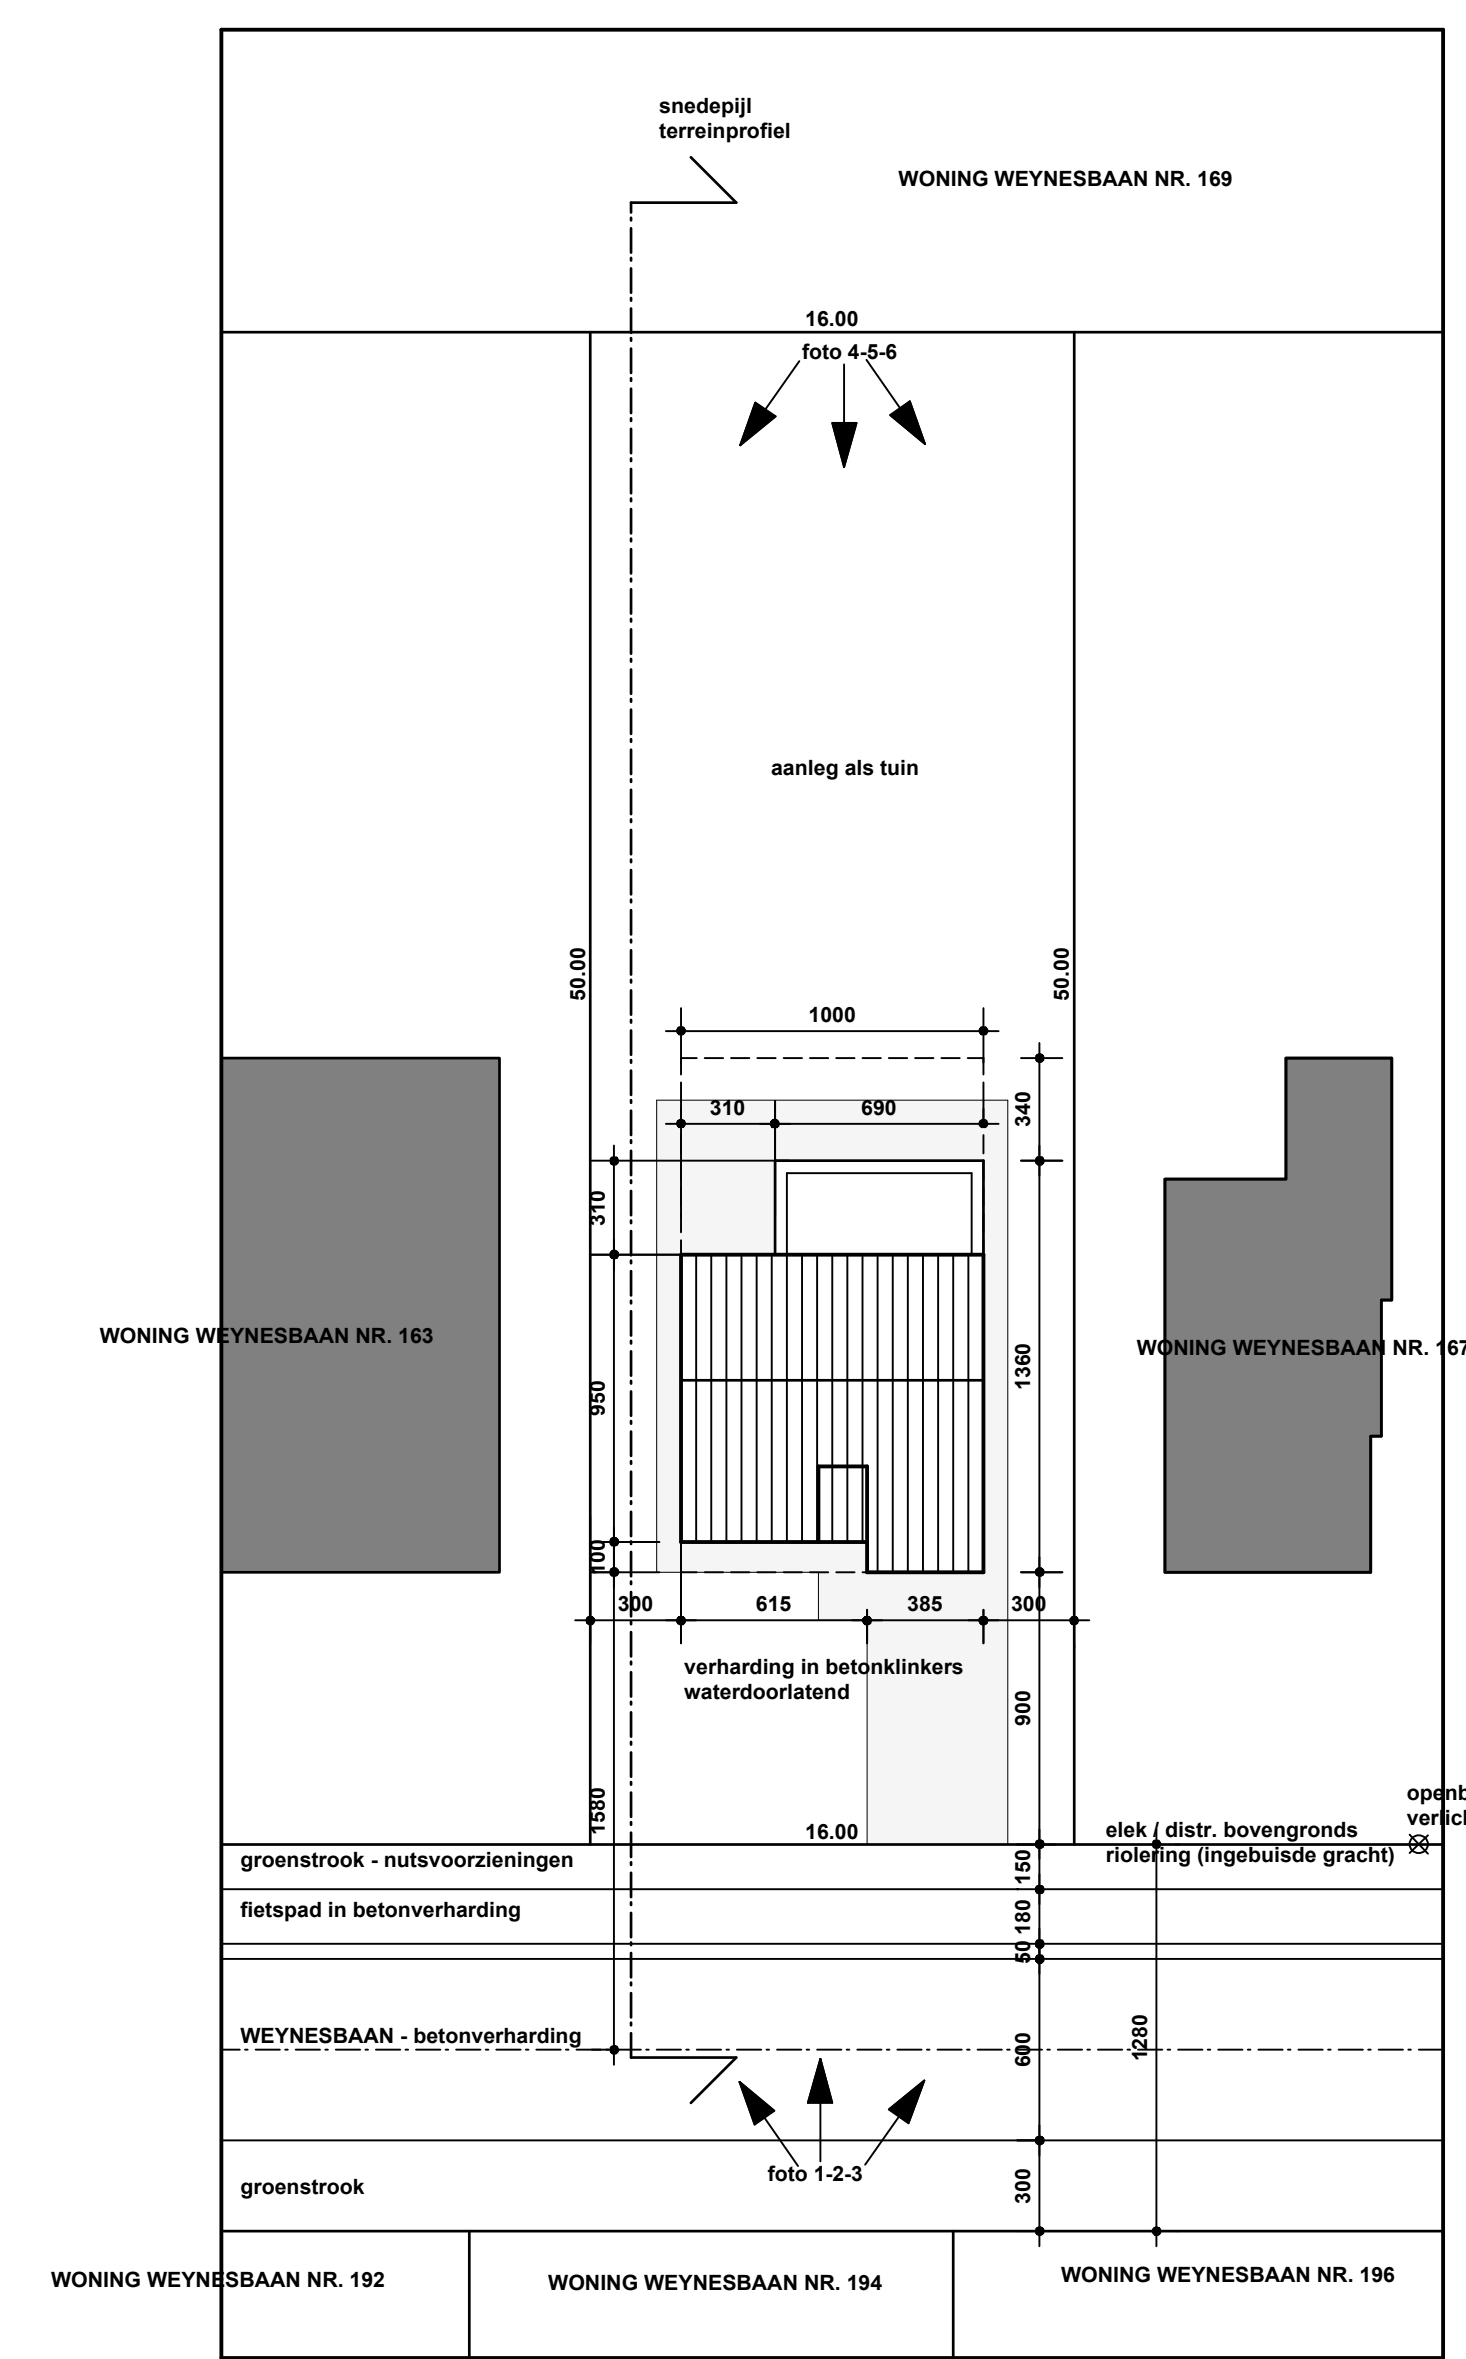 snedepijl
terreinprofiel
WONING WEYNESBAAN NR. 169
16.00
foto 4-5-6
aanleg als tuin
50.00
50.00
1000
310
690
340
310
WONING WEYNESBAAN NR. 163
WONING WEYNESBAAN NR. 167
1360
950
100
300
615
385
300
verharding in betonklinkers
waterdoorlatend
900
1580
16.00
openb
verlich
elek / distr. bovengronds
riolering (ingebuisde gracht)
groenstrook - nutsvoorzieningen
150
fietspad in betonverharding
180
50
WEYNESBAAN - betonverharding
600
1280
foto 1-2-3
groenstrook
300
WONING WEYNESBAAN NR. 192
WONING WEYNESBAAN NR. 194
WONING WEYNESBAAN NR. 196